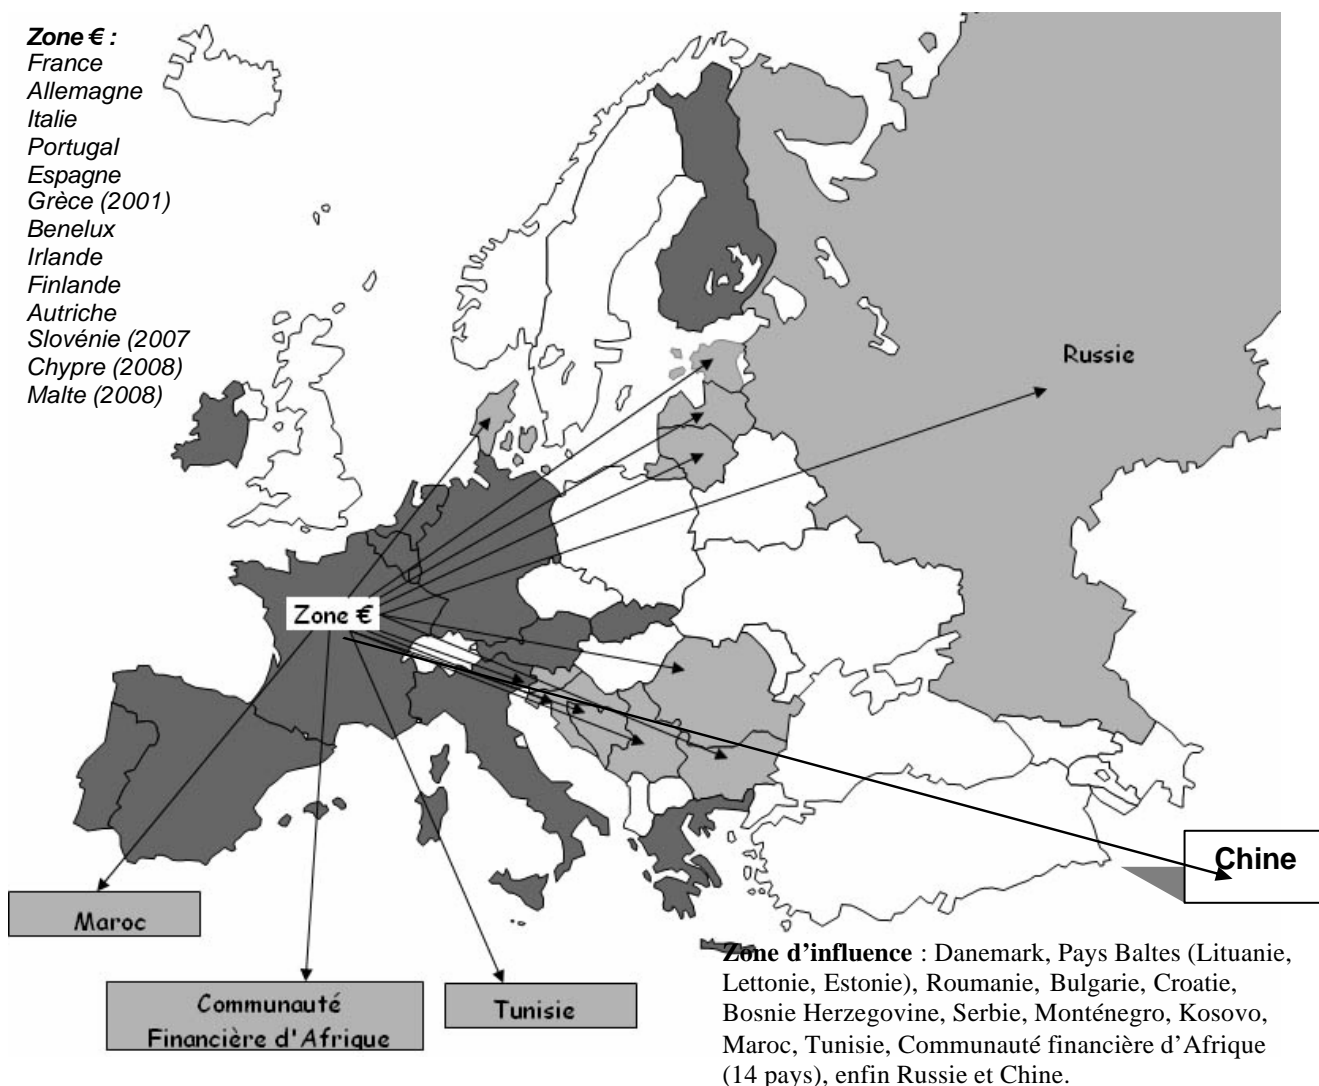 Zone € :
France
Allemagne
Italie
Portugal
Espagne
Grèce (2001)
Benelux
Irlande
Finlande
Autriche
Slovénie (2007
Chypre (2008)
Malte (2008)
Russie
Zone €
Chine
Maroc
Communauté
Financière d'Afrique
Tunisie
Zone d’influence : Danemark, Pays Baltes (Lituanie,
Lettonie, Estonie), Roumanie, Bulgarie, Croatie,
Bosnie Herzegovine, Serbie, Monténegro, Kosovo,
Maroc, Tunisie, Communauté financière d’Afrique
(14 pays), enfin Russie et Chine.